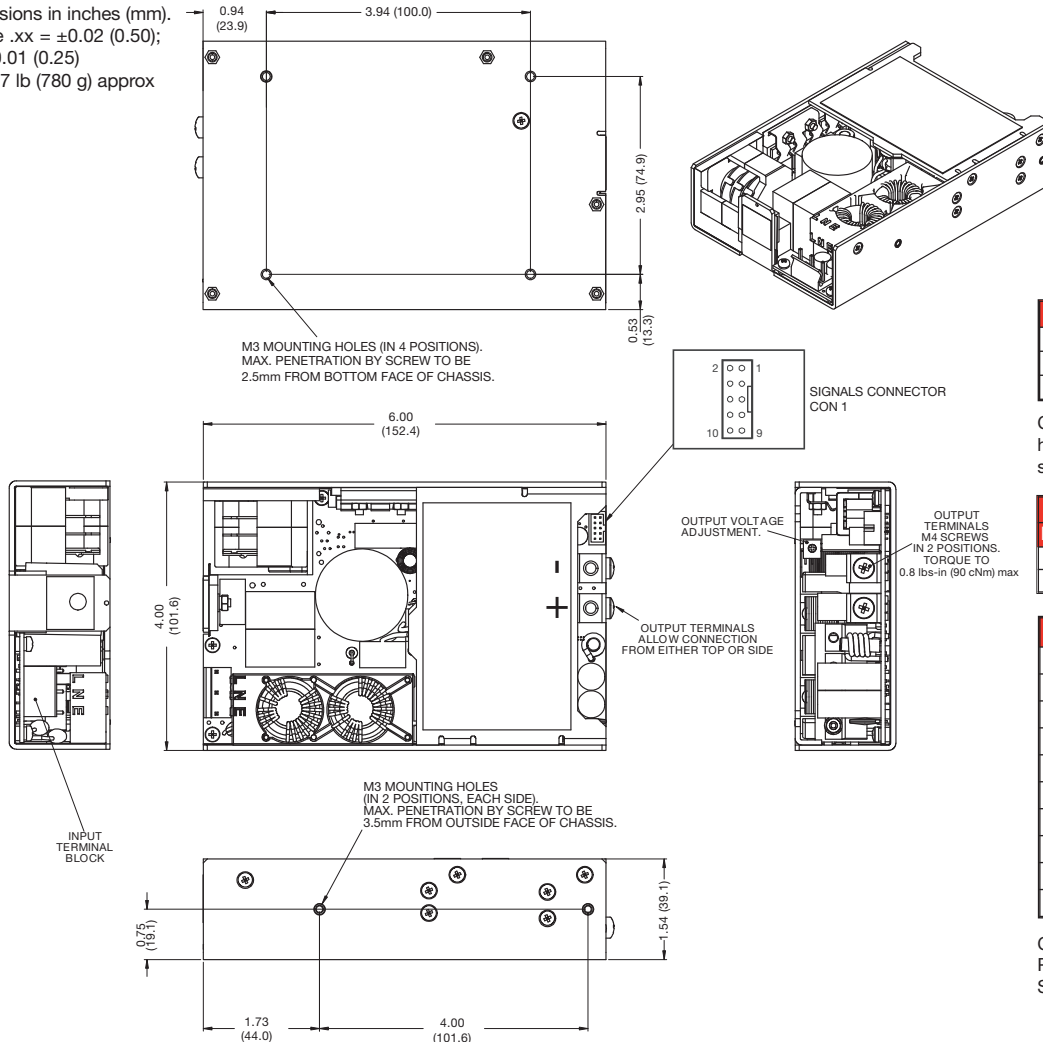 sions in inches (mm).
e .xx = ±0.02 (0.50);
0.01 (0.25)
7 lb (780 g) approx
0.94
(23.9)
3.94 (100.0)
2.95 (74.9)
0.53
(13.3)
L N E
L N E
M3 MOUNTING HOLES (IN 4 POSITIONS).
MAX. PENETRATION BY SCREW TO BE
2.5mm FROM BOTTOM FACE OF CHASSIS.
2 1
10 9
SIGNALS CONNECTOR
CON 1
6.00
(152.4)
4.00
(101.6)
L N E
L N E
- 
+
OUTPUT VOLTAGE
ADJUSTMENT.
OUTPUT
TERMINALS
M4 SCREWS
IN 2 POSITIONS.
TORQUE TO
0.8 lbs-in (90 cNm) max
OUTPUT TERMINALS
ALLOW CONNECTION
FROM EITHER TOP OR SIDE
INPUT
TERMINAL
BLOCK
M3 MOUNTING HOLES
(IN 2 POSITIONS, EACH SIDE).
MAX. PENETRATION BY SCREW TO BE
3.5mm FROM OUTSIDE FACE OF CHASSIS.
0.75
(19.1)
1.54 (39.1)
1.73
(44.0)
4.00
(101.6)